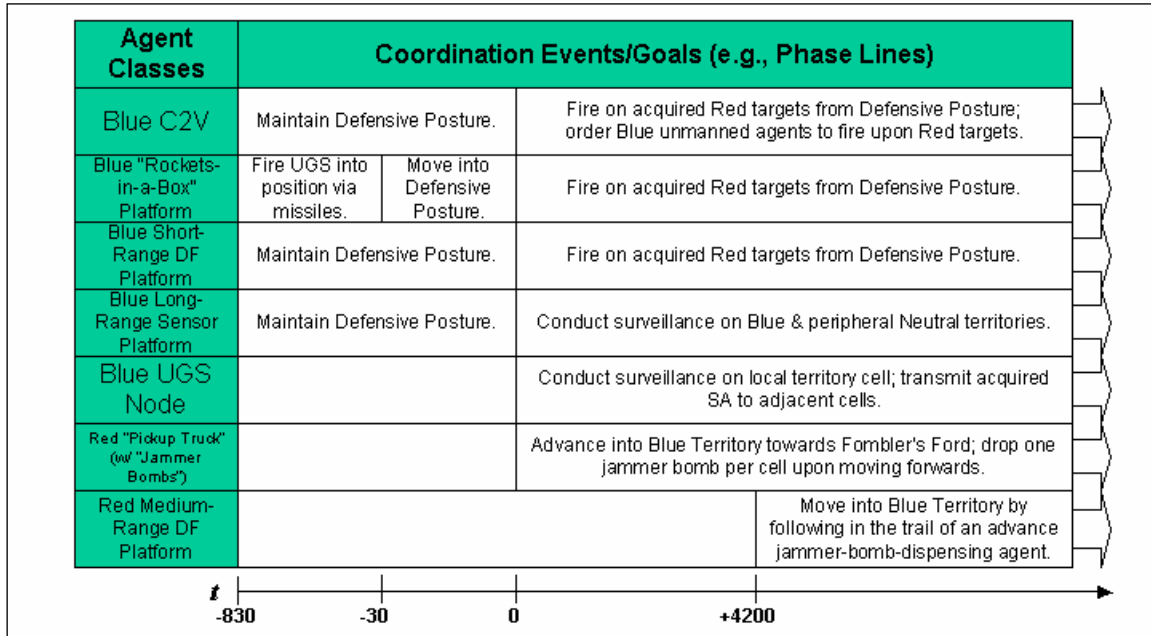 Agent
Classes
Coordination Events/Goals (e.g., Phase Lines)
Blue C2V
Maintain Defensive Posture.
Fire on acquired Red targets from Defensive Posture;
order Blue unmanned agents to fire upon Red targets.
Blue "Rockets-
in-a-Box"
Platform
Fire UGS into
position via
missiles.
Move into
Defensive
Posture.
Fire on acquired Red targets from Defensive Posture.
Blue Short-
Range DF
Platform
Maintain Defensive Posture.
Fire on acquired Red targets from Defensive Posture.
Blue Long-
Range Sensor
Platform
Maintain Defensive Posture.
Conduct surveillance on Blue & peripheral Neutral territories.
Blue UGS
Node
Conduct surveillance on local territory cell; transmit acquired
SA to adjacent cells.
Red "Pickup Truck"
(w/ "Jammer
Bombs")
Advance into Blue Territory towards Fombler's Ford; drop one
jammer bomb per cell upon moving forwards.
Red Medium-
Range DF
Platform
Move into Blue Territory by
following in the trail of an advance
jammer-bomb-dispensing agent.
t
-830
-30
0
+4200